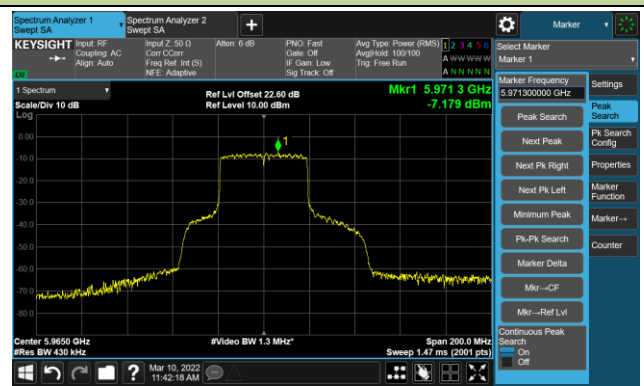 Spectrum Analyzer 1
Swept SA
Spectrum Analyzer 2
Swept SA
+
Marker
KEYSIGHT
Input: RF
Coupling: AC
Align: Auto
Input Z: 50 Ω
Corr CCorr
Freq Ref: Int (S)
NFE: Adaptive
Atten: 6 dB
PNO: Fast
Gate: Off
IF Gain: Low
Sig Track: Off
Avg Type: Power (RMS)
Avg|Hold: 100/100
Trig: Free Run
1 2 3 4 5 6
A W W W W W
A N N N N N
LXI
Select Marker
Marker 1
1 Spectrum
Scale/Div 10 dB
Log
Ref Lvl Offset 22.60 dB
Ref Level 10.00 dBm
Mkr1 5.971 3 GHz
-7.179 dBm
0.00
-10.0
-20.0
-30.0
-40.0
-50.0
-60.0
-70.0
-80.0
1
Center 5.9650 GHz
#Res BW 430 kHz
#Video BW 1.3 MHz*
Span 200.0 MHz
Sweep 1.47 ms (2001 pts)
Marker Frequency
5.971300000 GHz
Peak Search
Next Peak
Next Pk Right
Next Pk Left
Minimum Peak
Pk-Pk Search
Marker Delta
Mkr→CF
Mkr→Ref Lvl
Continuous Peak
Search
On
Off
Settings
Peak
Search
Pk Search
Config
Properties
Marker
Function
Marker→
Counter
?
Mar 10, 2022
11:42:18 AM